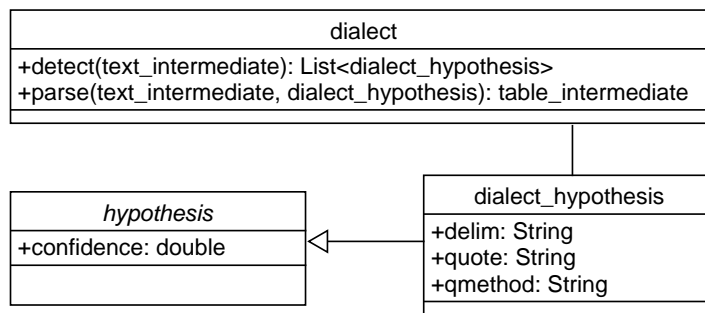 dialect
+detect(text_intermediate): List<dialect_hypothesis>
+parse(text_intermediate, dialect_hypothesis): table_intermediate
hypothesis
+confidence: double
dialect_hypothesis
+delim: String
+quote: String
+qmethod: String